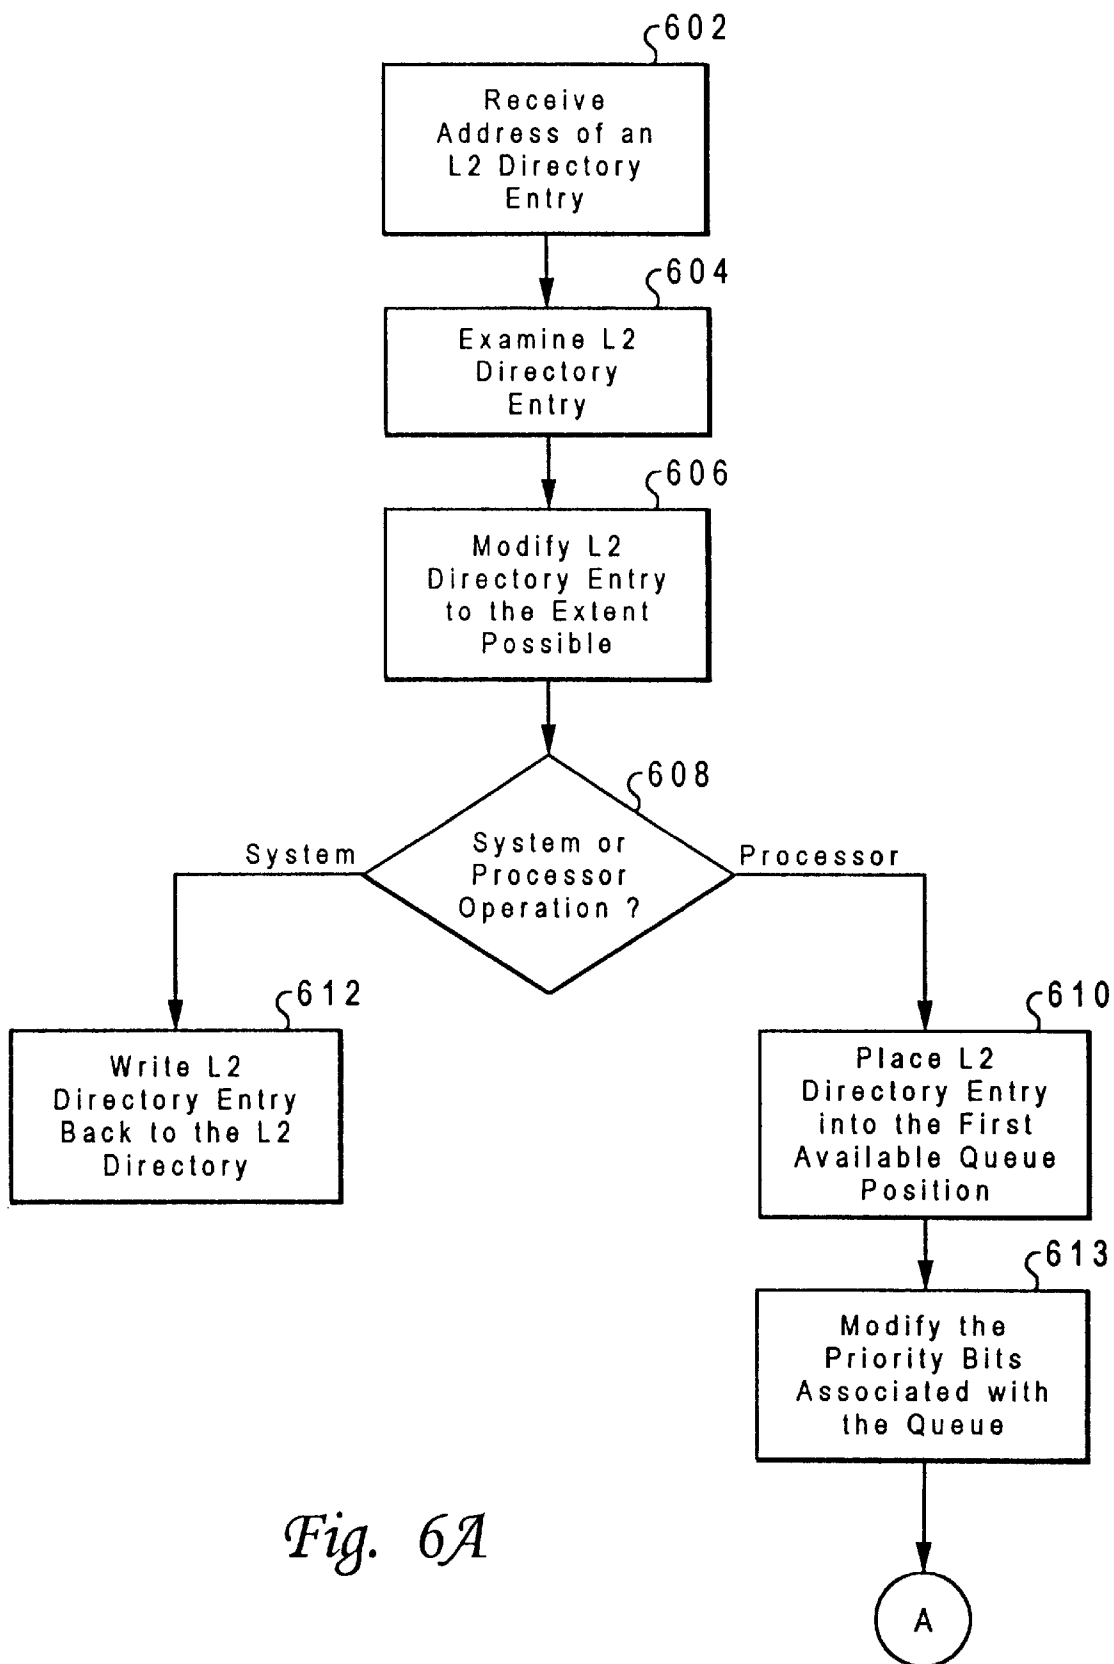 602
Receive
Address of an
L2 Directory
Entry
604
Examine L2
Directory
Entry
606
Modify L2
Directory Entry
to the Extent
Possible
608
System or
Processor
Operation ?
System
Processor
612
Write L2
Directory Entry
Back to the L2
Directory
610
Place L2
Directory Entry
into the First
Available Queue
Position
613
Modify the
Priority Bits
Associated with
the Queue
Fig. 6A
A